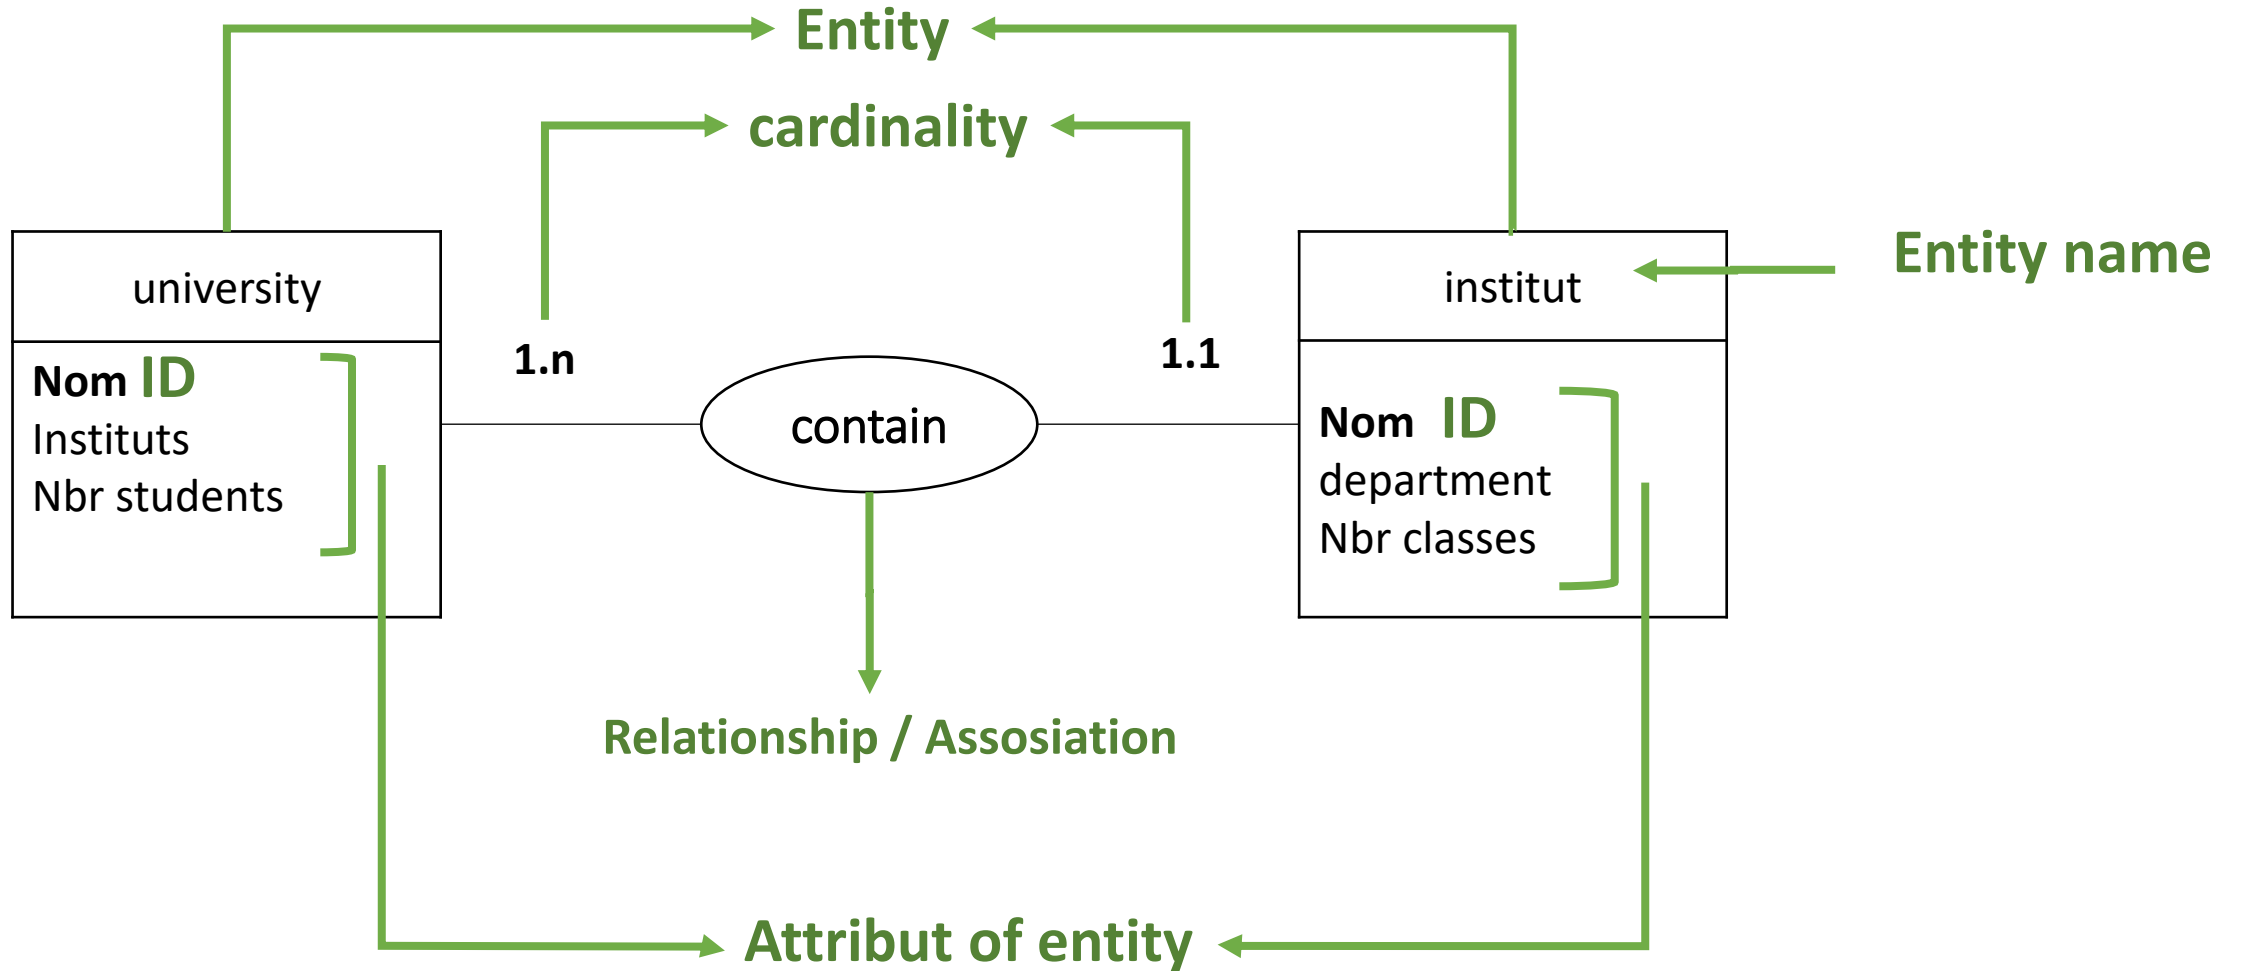 Entity
cardinality
Entity name
university
institut
1.n
1.1
Nom ID
Instituts
Nbr students
contain
Nom ID
department
Nbr classes
Relationship / Assosiation
Attribut of entity